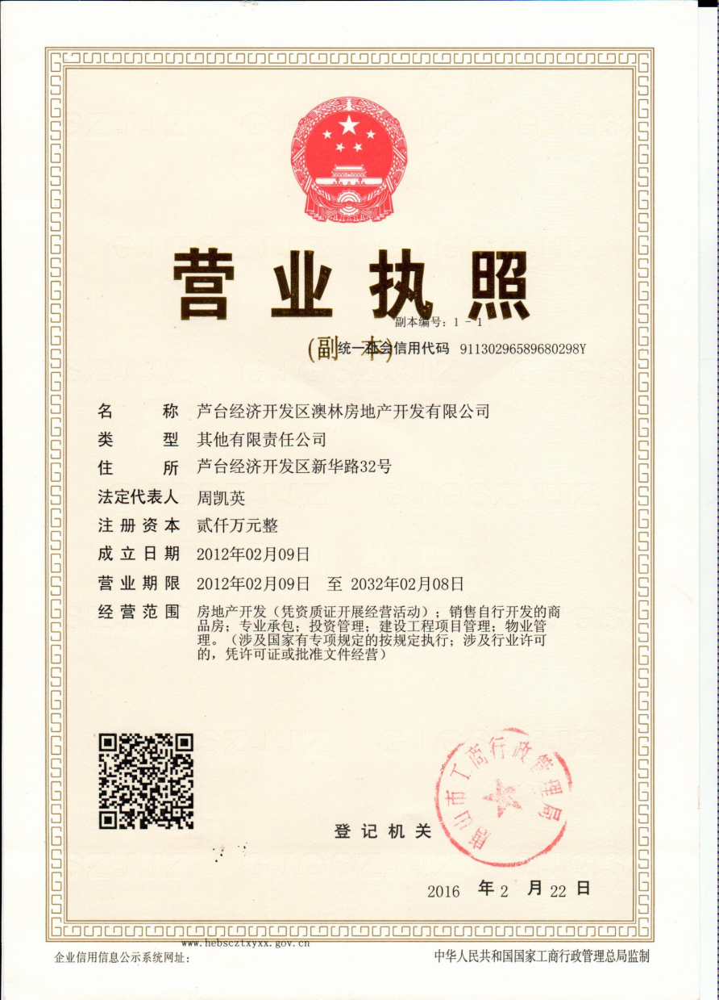 营业执照
副本编号：1-1
(副 本)
统一社会信用代码 91130296589680298Y
名称 芦台经济开发区澳林房地产开发有限公司
类型 其他有限责任公司
住所 芦台经济开发区新华路32号
法定代表人 周凯英
注册资本 贰仟万元整
成立日期 2012年02月09日
营业期限 2012年02月09日 至 2032年02月08日
经营范围 房地产开发（凭资质证开展经营活动）；销售自行开发的商
品房；专业承包；投资管理；建设工程项目管理；物业管
理。（涉及国家有专项规定的按规定执行；涉及行业许可
的，凭许可证或批准文件经营）
唐山市工商行政管理局
登记机关
2016 年 2 月 22 日
www.hebscztxyxx.gov.cn
企业信用信息公示系统网址：
中华人民共和国国家工商行政管理总局监制